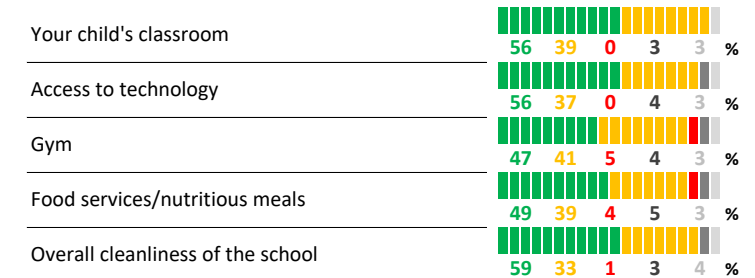 Your child's classroom
56 39 0 3 3 %
Access to technology
56 37 0 4 3 %
Gym
47 41 5 4 3 %
Food services/nutritious meals
49 39 4 5 3 %
Overall cleanliness of the school
59 33 1 3 4 %